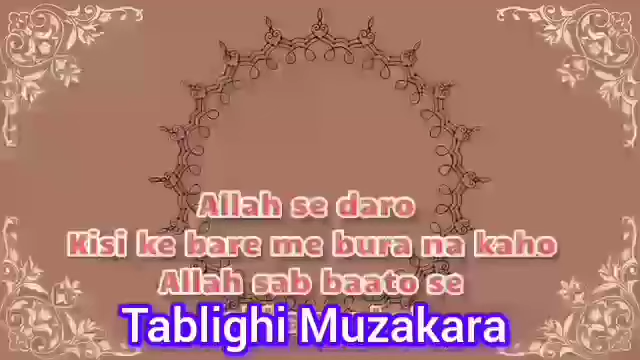 Allah se daro
Kisi ke bare me bura na kaho
Allah sab baato se
Tablighi Muzakara